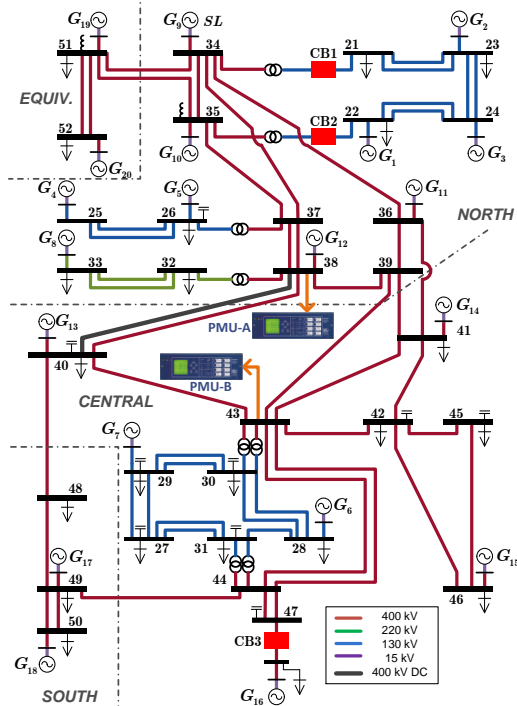 G19 G9 SL G2
51 34 CB1 21 23
EQUIV. 35 CB2 22 24
52 G20 G10 G1 G3
G4 G5 G11
25 26 37 36 NORTH
G8 G12
33 32 38 39
G13 PMU-A G14
40 41
PMU-B
CENTRAL 43 42 45
G7
29 30 G6
48
27 31 28
G17 G15
49 44 46
47
50 CB3
G18
SOUTH G16
400 kV
220 kV
130 kV
15 kV
400 kV DC